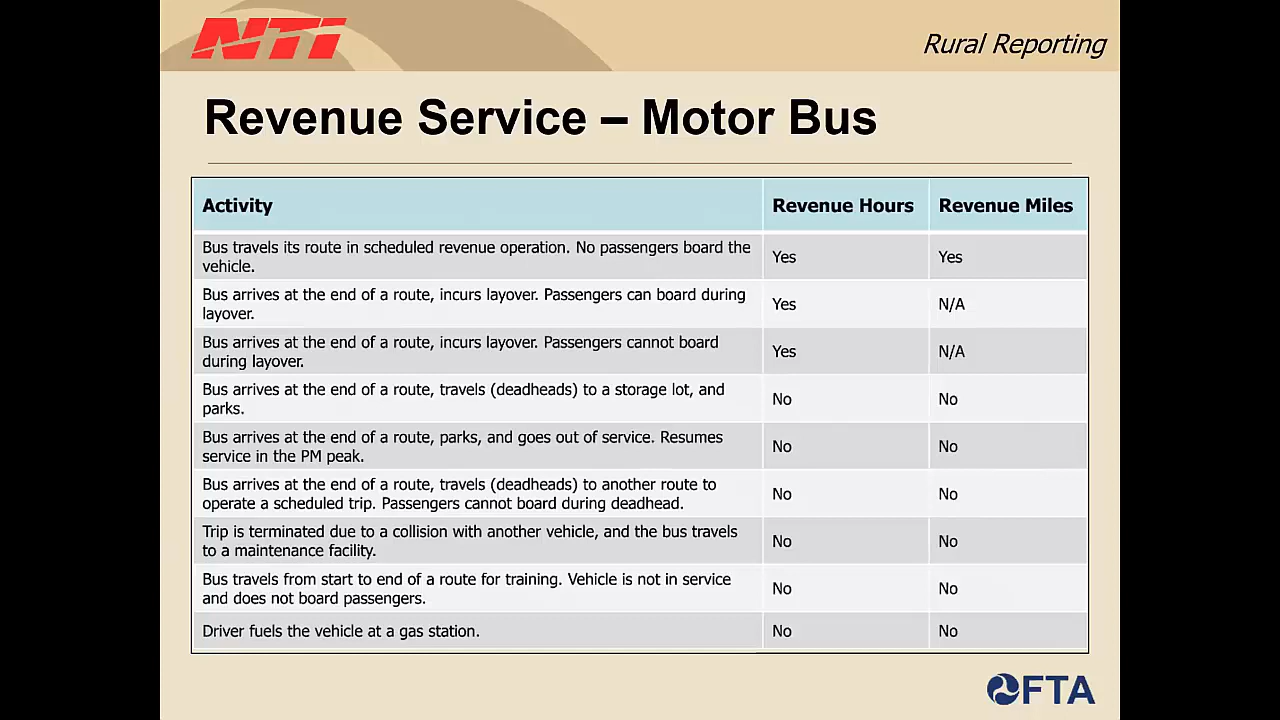 NTI
Rural Reporting
Revenue Service – Motor Bus
Activity
Revenue Hours
Revenue Miles
Bus travels its route in scheduled revenue operation. No passengers board the
vehicle.
Yes
Yes
Bus arrives at the end of a route, incurs layover. Passengers can board during
layover.
Yes
N/A
Bus arrives at the end of a route, incurs layover. Passengers cannot board
during layover.
Yes
N/A
Bus arrives at the end of a route, travels (deadheads) to a storage lot, and
parks.
No
No
Bus arrives at the end of a route, parks, and goes out of service. Resumes
service in the PM peak.
No
No
Bus arrives at the end of a route, travels (deadheads) to another route to
operate a scheduled trip. Passengers cannot board during deadhead.
No
No
Trip is terminated due to a collision with another vehicle, and the bus travels
to a maintenance facility.
No
No
Bus travels from start to end of a route for training. Vehicle is not in service
and does not board passengers.
No
No
Driver fuels the vehicle at a gas station.
No
No
FTA